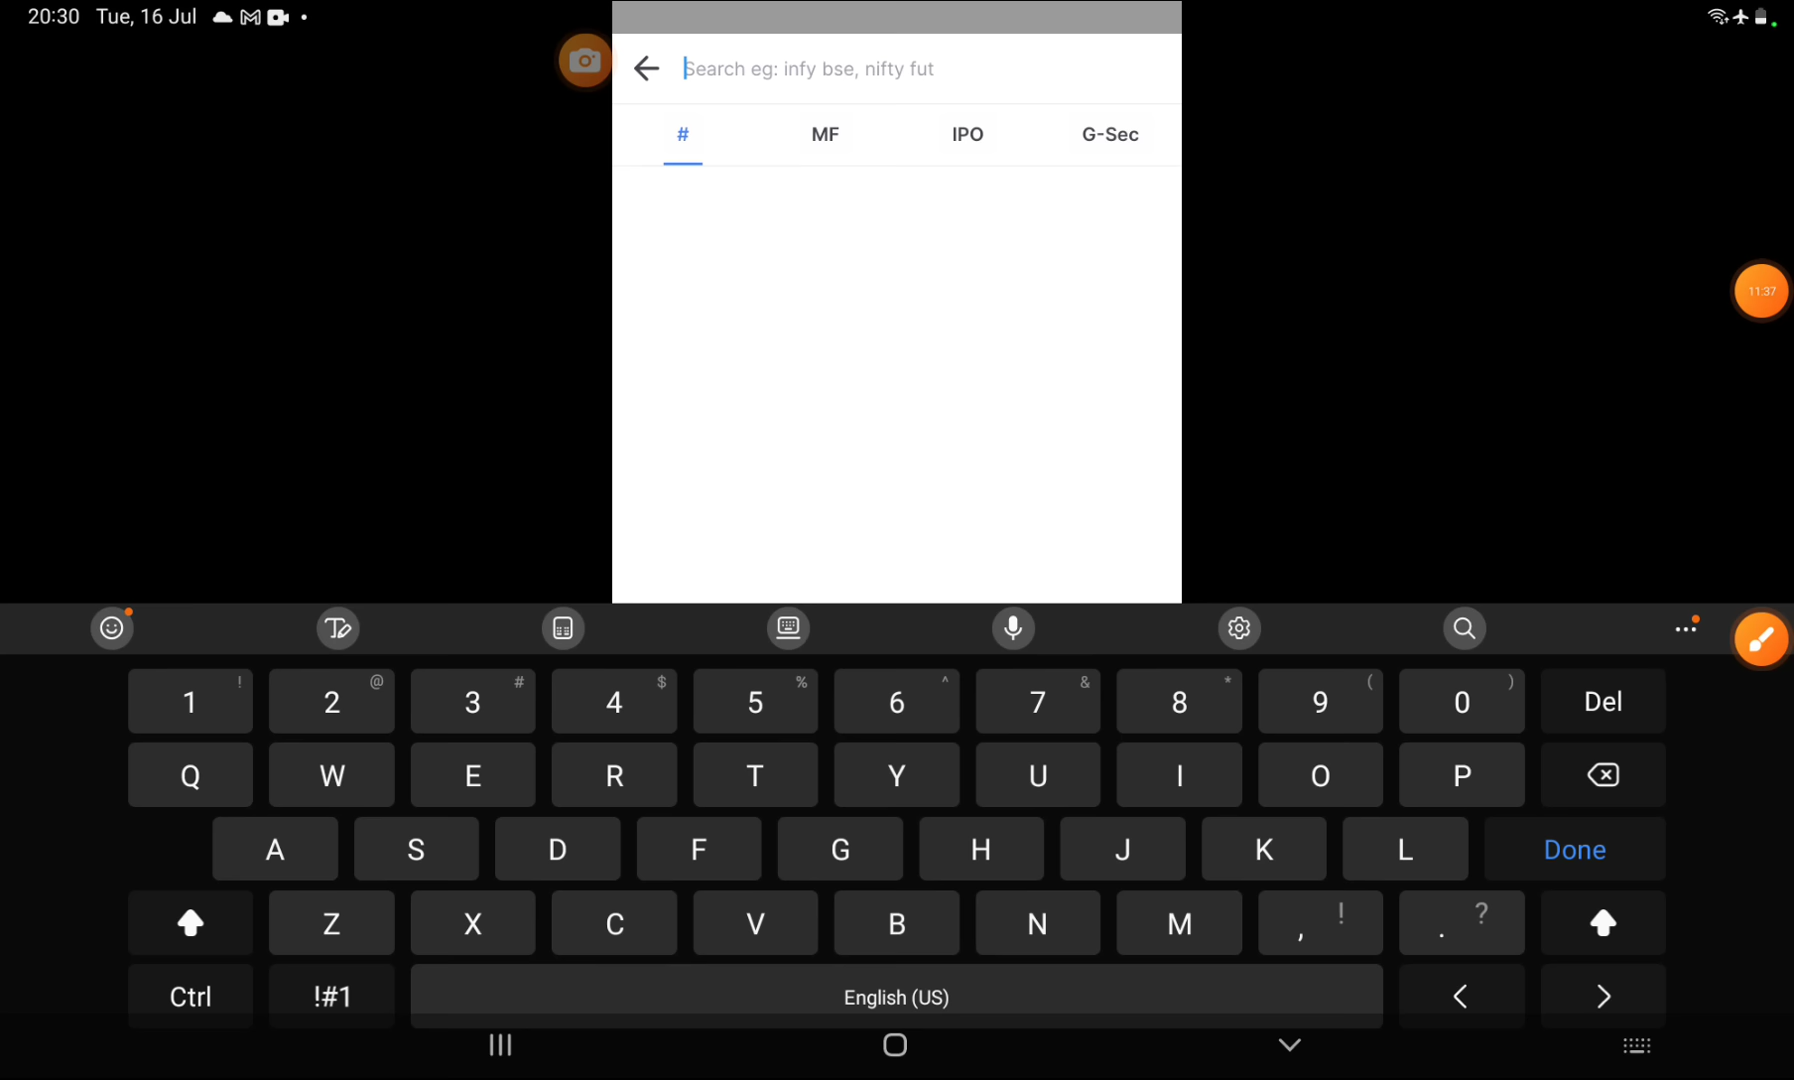 20:30 Tue, 16 Jul
Search eg: infy bse, nifty fut
# MF IPO G-Sec
11:37
1 ! 2 @ 3 # 4 $ 5 % 6 ^ 7 & 8 * 9 ( 0 ) Del
Q W E R T Y U I O P
A S D F G H J K L Done
Z X C V B N M , ! . ?
Ctrl !#1 English (US) < >